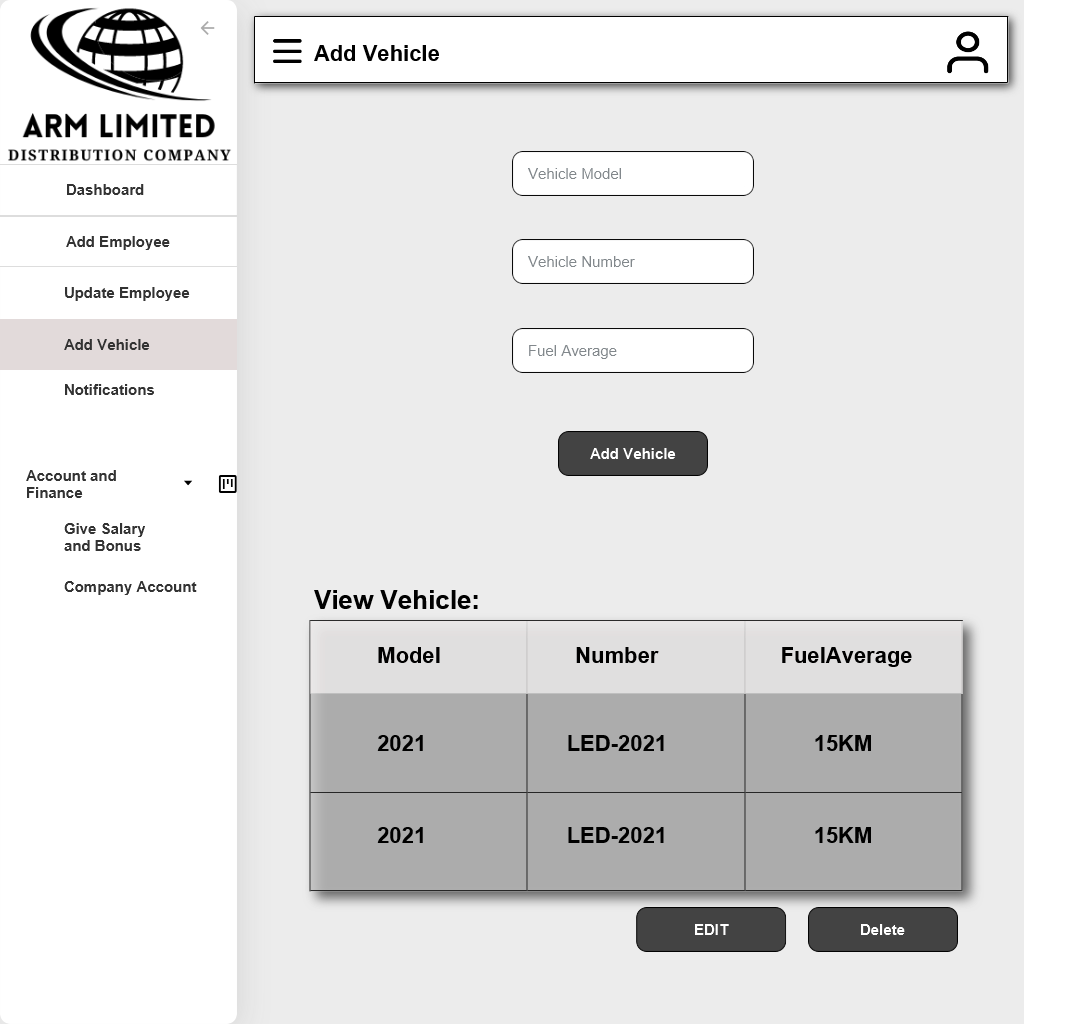 ARM LIMITED
DISTRIBUTION COMPANY
Dashboard
Add Employee
Update Employee
Add Vehicle
Notifications
Account and
Finance
Give Salary
and Bonus
Company Account
Add Vehicle
Vehicle Model
Vehicle Number
Fuel Average
Add Vehicle
View Vehicle:
Model Number FuelAverage
2021 LED-2021 15KM
2021 LED-2021 15KM
EDIT Delete